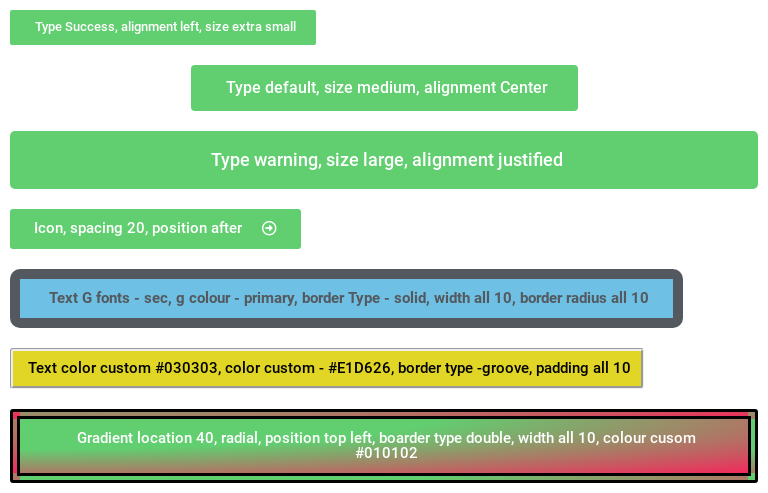 Type Success, alignment left, size extra small
Type default, size medium, alignment Center
Type warning, size large, alignment justified
Icon, spacing 20, position after
Text G fonts - sec, g colour - primary, border Type - solid, width all 10, border radius all 10
Text color custom #030303, color custom - #E1D626, border type -groove, padding all 10
Gradient location 40, radial, position top left, boarder type double, width all 10, colour cusom
#010102